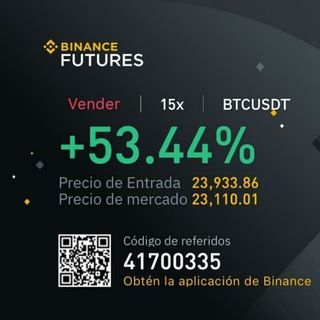 BINANCE
FUTURES
Vender | 15x | BTCUSDT
+53.44%
Precio de Entrada 23,933.86
Precio de mercado 23,110.01
Código de referidos
41700335
Obtén la aplicación de Binance